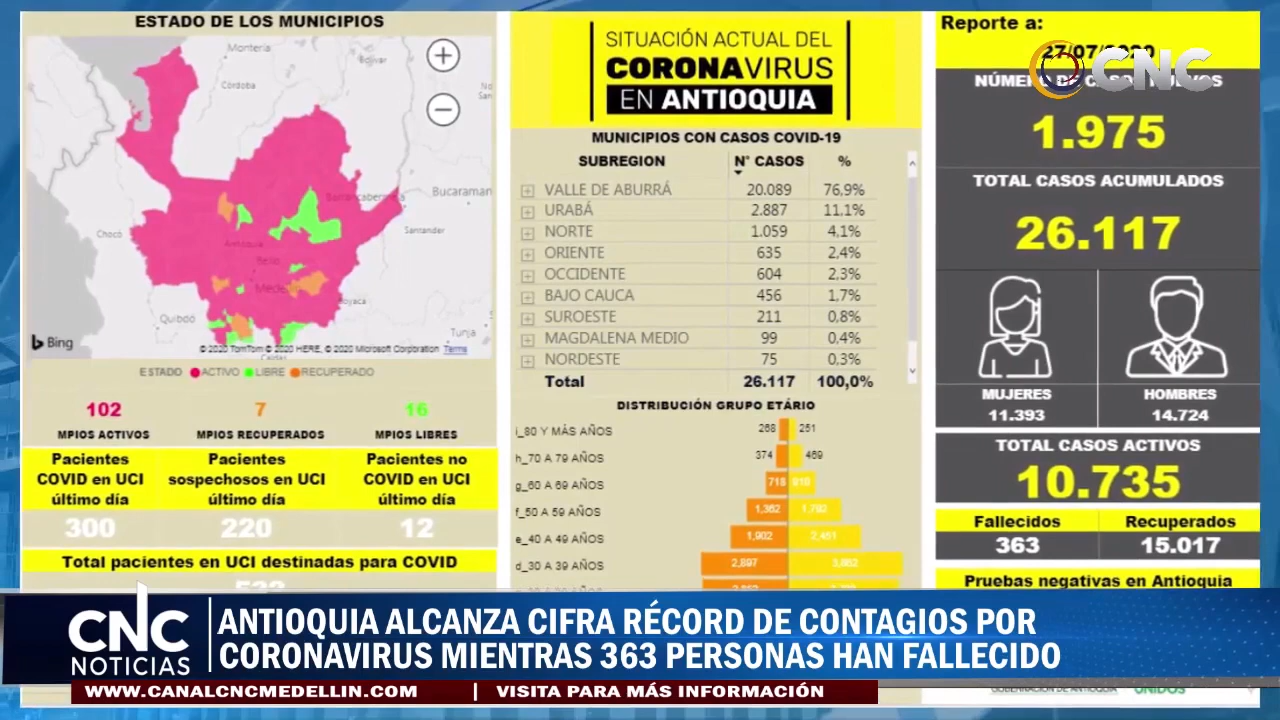 ESTADO DE LOS MUNICIPIOS
Montería
Bolívar
Córdoba
Barrancabermeja
Bucaraman
Chocó
Antioquia
Santander
Bello
Mede
Boyaca
Quibdó
Tunja
Bing
© 2020 TomTom © 2020 HERE, © 2020 Microsoft Corporation Terms
ESTADO ACTIVO LIBRE RECUPERADO
102 7 16
MPIOS ACTIVOS MPIOS RECUPERADOS MPIOS LIBRES
Pacientes COVID en UCI último día
Pacientes sospechosos en UCI último día
Pacientes no COVID en UCI último día
300 220 12
Total pacientes en UCI destinadas para COVID
SITUACIÓN ACTUAL DEL
CORONAVIRUS
EN ANTIOQUIA
MUNICIPIOS CON CASOS COVID-19
SUBREGION N° CASOS %
VALLE DE ABURRÁ 20.089 76,9%
URABÁ 2.887 11,1%
NORTE 1.059 4,1%
ORIENTE 635 2,4%
OCCIDENTE 604 2,3%
BAJO CAUCA 456 1,7%
SUROESTE 211 0,8%
MAGDALENA MEDIO 99 0,4%
NORDESTE 75 0,3%
Total 26.117 100,0%
DISTRIBUCIÓN GRUPO ETÁRIO
i_80 Y MÁS AÑOS 268 251
h_70 A 79 AÑOS 374 469
g_60 A 69 AÑOS 718
f_50 A 59 AÑOS 1,362 1,792
e_40 A 49 AÑOS 1,902 2,451
d_30 A 39 AÑOS 2,897 3,862
Reporte a:
27/07/2020
CNC
1.975
TOTAL CASOS ACUMULADOS
26.117
MUJERES HOMBRES
11.393 14.724
TOTAL CASOS ACTIVOS
10.735
Fallecidos Recuperados
363 15.017
Pruebas negativas en Antioquia
CNC
NOTICIAS
ANTIOQUIA ALCANZA CIFRA RÉCORD DE CONTAGIOS POR
CORONAVIRUS MIENTRAS 363 PERSONAS HAN FALLECIDO
WWW.CANALCNCMEDELLIN.COM | VISITA PARA MÁS INFORMACIÓN
GOBERNACIÓN DE ANTIOQUIA UNIDOS